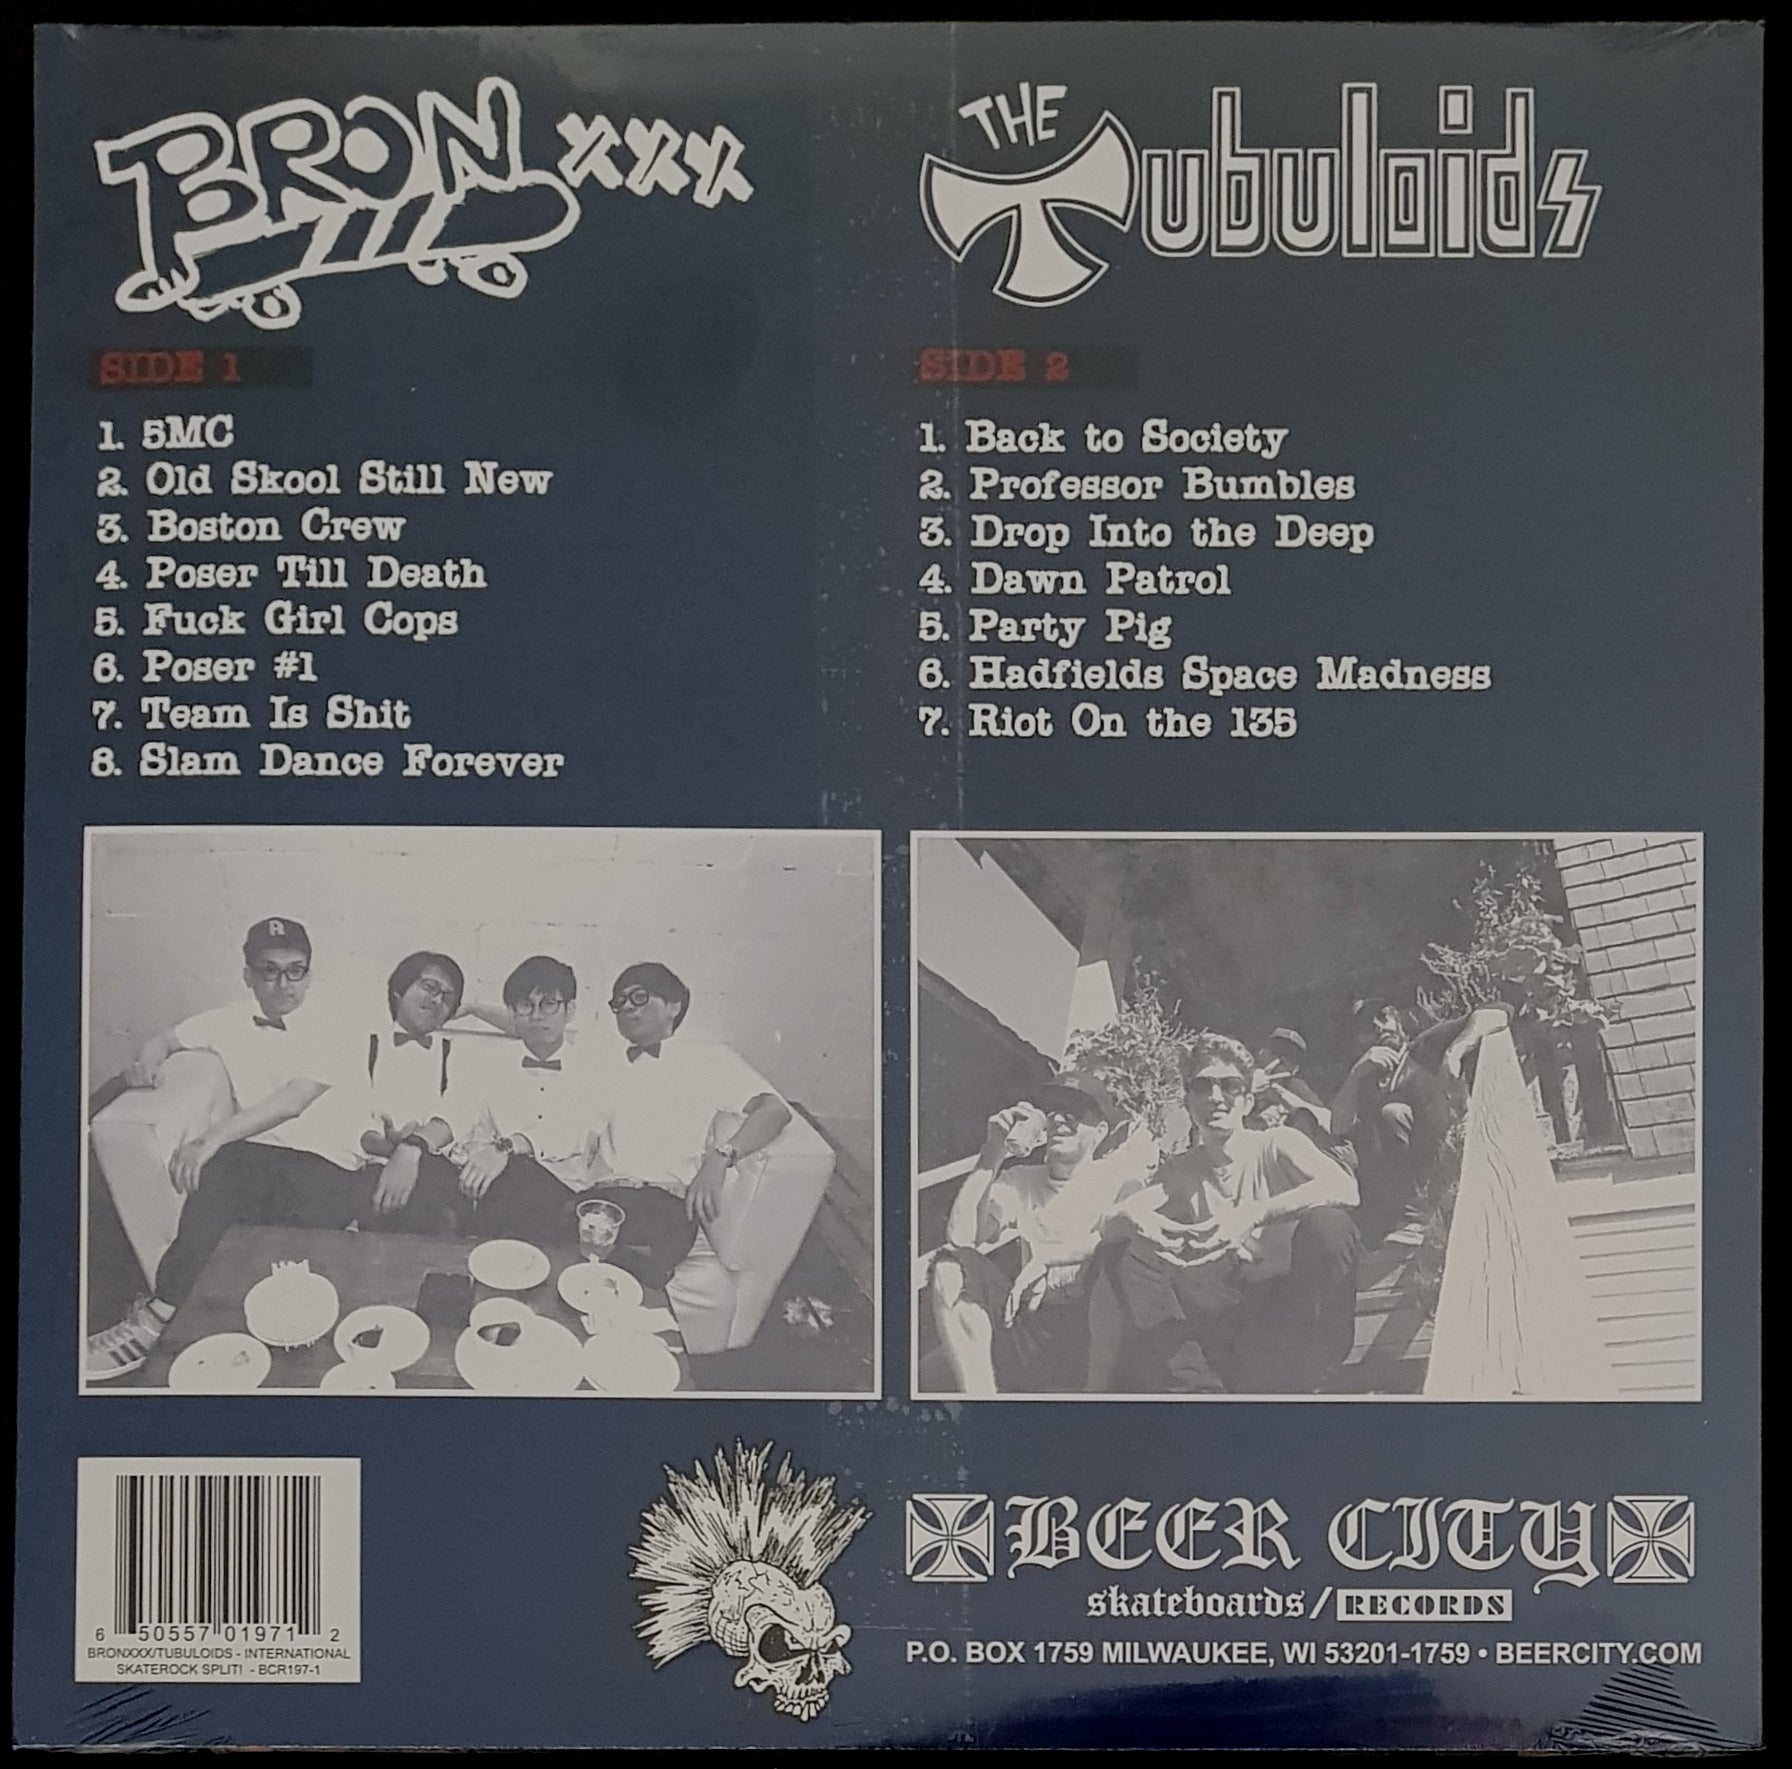 BRONXXX
THE Tubuloids
SIDE 1
1. 5MC
2. Old Skool Still New
3. Boston Crew
4. Poser Till Death
5. Fuck Girl Cops
6. Poser #1
7. Team Is Shit
8. Slam Dance Forever
SIDE 2
1. Back to Society
2. Professor Bumbles
3. Drop Into the Deep
4. Dawn Patrol
5. Party Pig
6. Hadfields Space Madness
7. Riot On the 135
6 50557 01971 2
BRONXXX/TUBULOIDS - INTERNATIONAL
SKATEROCK SPLIT! - BCR197-1
BEER CITY
skateboards/RECORDS
P.O. BOX 1759 MILWAUKEE, WI 53201-1759 • BEERCITY.COM